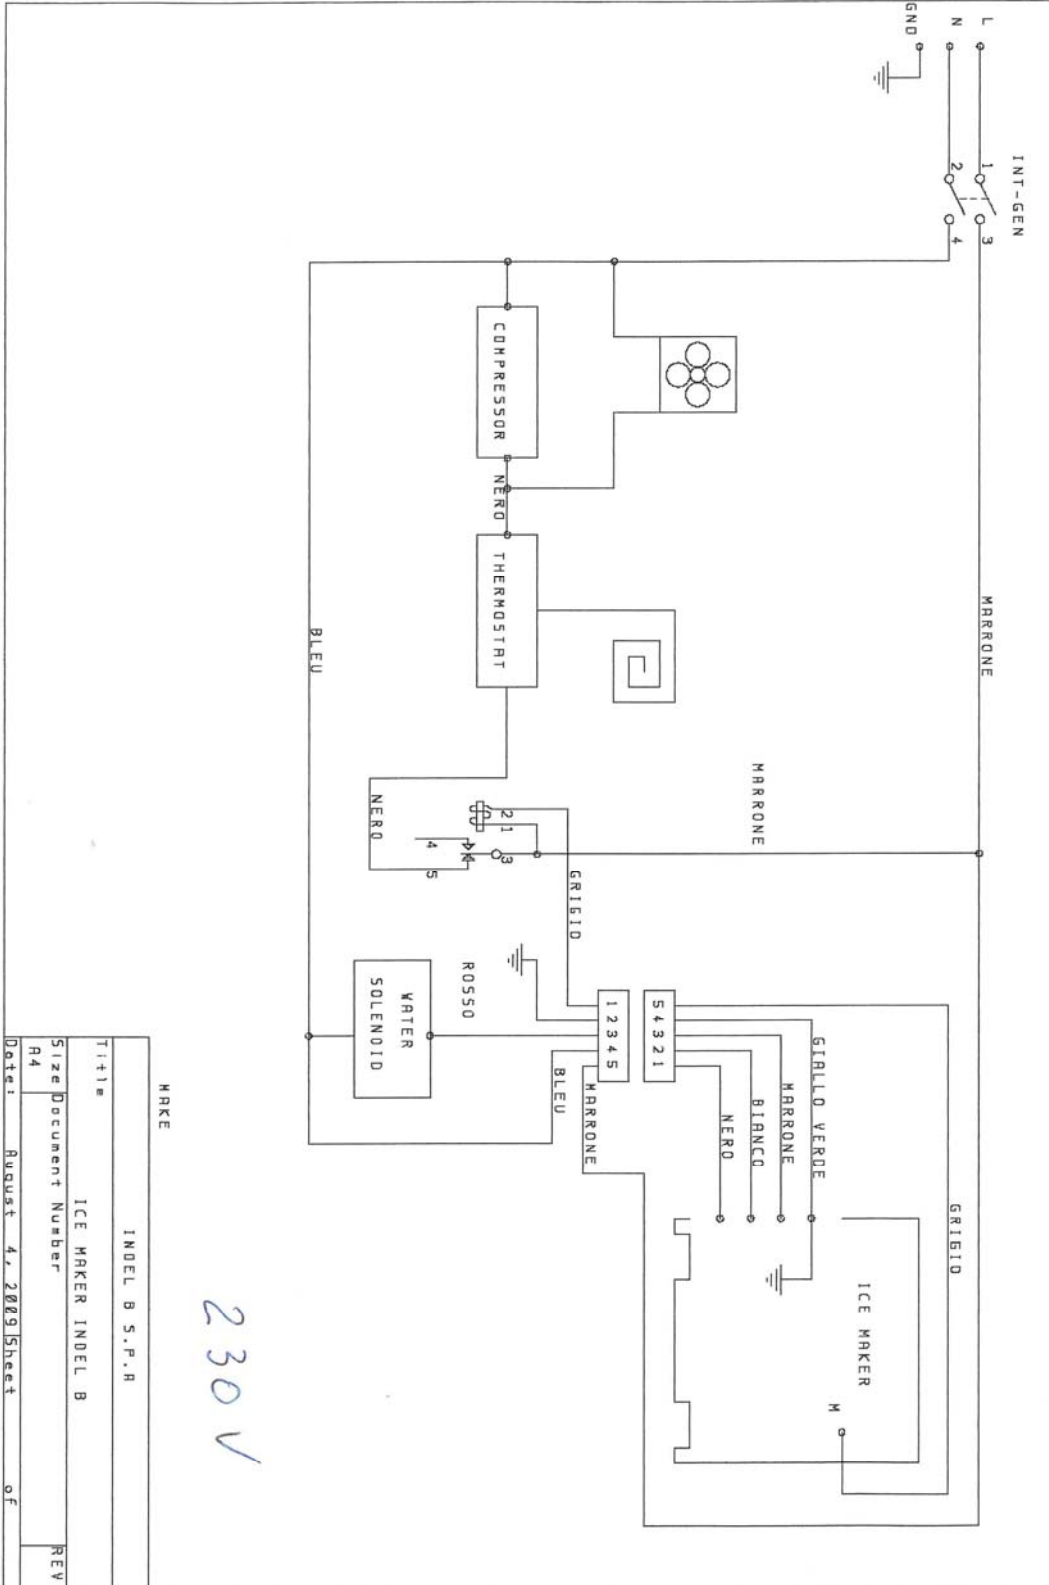 L
N
GND
INT-GEN
1
2
3
4
COMPRESSOR
NERO
THERMOSTAT
MARRONE
BLEU
NERO
MARRONE
2
1
3
4
5
GRIGIO
ROSSO
WATER
SOLENOID
1 2 3 4 5
5 4 3 2 1
BLEU
MARRONE
GIALLO VERDE
MARRONE
BIANCO
NERO
GRIGIO
ICE MAKER
M
230V
MAKE
INDEL B S.P.A
Title
ICE MAKER INDEL B
Size Document Number
REV
A4
Date: August 4, 2009 Sheet of